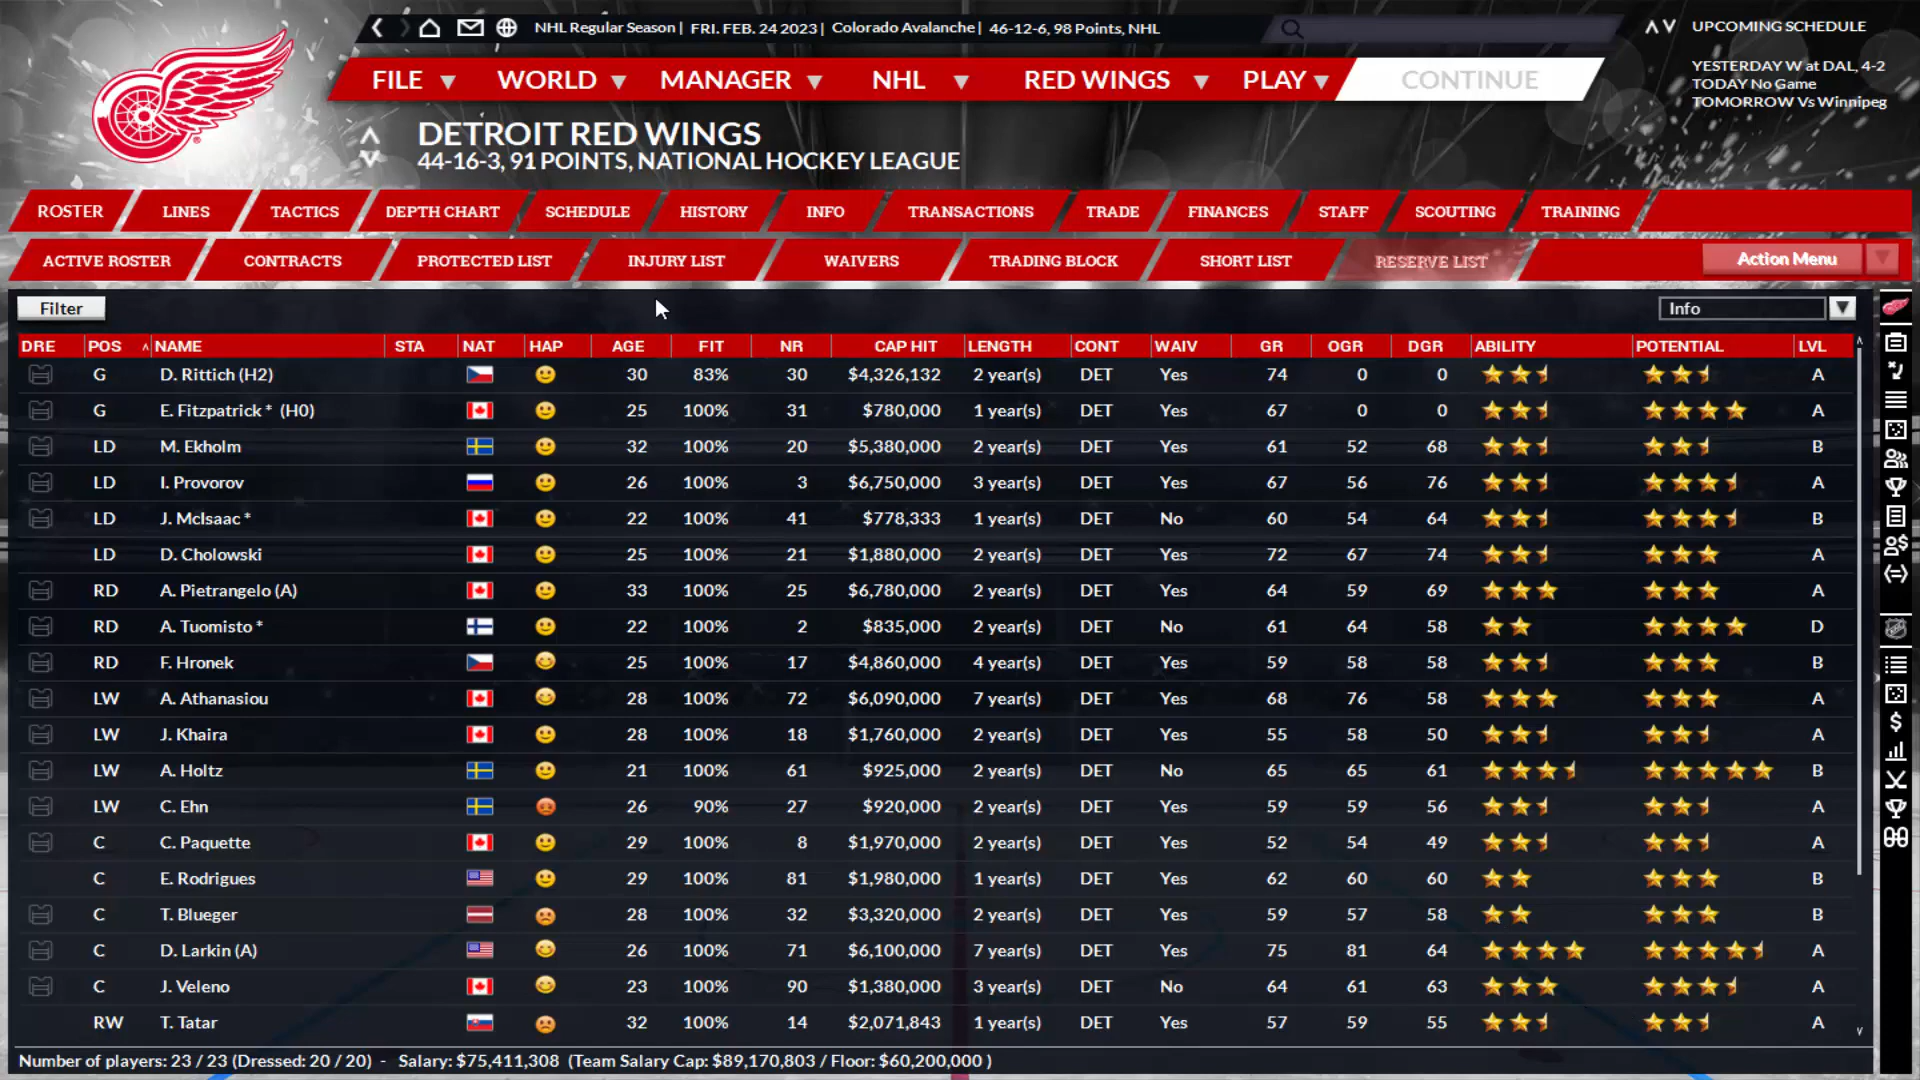 NHL Regular Season | FRI. FEB. 24 2023 | Colorado Avalanche | 46-12-6, 98 Points, NHL
UPCOMING SCHEDULE
YESTERDAY W at DAL, 4-2
TODAY No Game
TOMORROW Vs Winnipeg
FILE WORLD MANAGER NHL RED WINGS PLAY CONTINUE
DETROIT RED WINGS
44-16-3, 91 POINTS, NATIONAL HOCKEY LEAGUE
ROSTER LINES TACTICS DEPTH CHART SCHEDULE HISTORY INFO TRANSACTIONS TRADE FINANCES STAFF SCOUTING TRAINING
ACTIVE ROSTER CONTRACTS PROTECTED LIST INJURY LIST WAIVERS TRADING BLOCK SHORT LIST RESERVE LIST Action Menu
Filter Info
DRE POS NAME STA NAT HAP AGE FIT NR CAP HIT LENGTH CONT WAIV GR OGR DGR ABILITY POTENTIAL LVL
G D. Rittich (H2) 30 83% 30 $4,326,132 2 year(s) DET Yes 74 0 0 A
G E. Fitzpatrick * (H0) 25 100% 31 $780,000 1 year(s) DET Yes 67 0 0 A
LD M. Ekholm 32 100% 20 $5,380,000 2 year(s) DET Yes 61 52 68 B
LD I. Provorov 26 100% 3 $6,750,000 3 year(s) DET Yes 67 56 76 A
LD J. McIsaac * 22 100% 41 $778,333 1 year(s) DET No 60 54 64 B
LD D. Cholowski 25 100% 21 $1,880,000 2 year(s) DET Yes 72 67 74 A
RD A. Pietrangelo (A) 33 100% 25 $6,780,000 2 year(s) DET Yes 64 59 69 A
RD A. Tuomisto * 22 100% 2 $835,000 2 year(s) DET No 61 64 58 D
RD F. Hronek 25 100% 17 $4,860,000 4 year(s) DET Yes 59 58 58 B
LW A. Athanasiou 28 100% 72 $6,090,000 7 year(s) DET Yes 68 76 58 A
LW J. Khaira 28 100% 18 $1,760,000 2 year(s) DET Yes 55 58 50 A
LW A. Holtz 21 100% 61 $925,000 2 year(s) DET No 65 65 61 B
LW C. Ehn 26 90% 27 $920,000 2 year(s) DET Yes 59 59 56 A
C C. Paquette 29 100% 8 $1,970,000 2 year(s) DET Yes 52 54 49 A
C E. Rodrigues 29 100% 81 $1,980,000 1 year(s) DET Yes 62 60 60 B
C T. Blueger 28 100% 32 $3,320,000 2 year(s) DET Yes 59 57 58 B
C D. Larkin (A) 26 100% 71 $6,100,000 7 year(s) DET Yes 75 81 64 A
C J. Veleno 23 100% 90 $1,380,000 3 year(s) DET No 64 61 63 A
RW T. Tatar 32 100% 14 $2,071,843 1 year(s) DET Yes 57 59 55 A
Number of players: 23 / 23 (Dressed: 20 / 20) - Salary: $75,411,308 (Team Salary Cap: $89,170,803 / Floor: $60,200,000 )